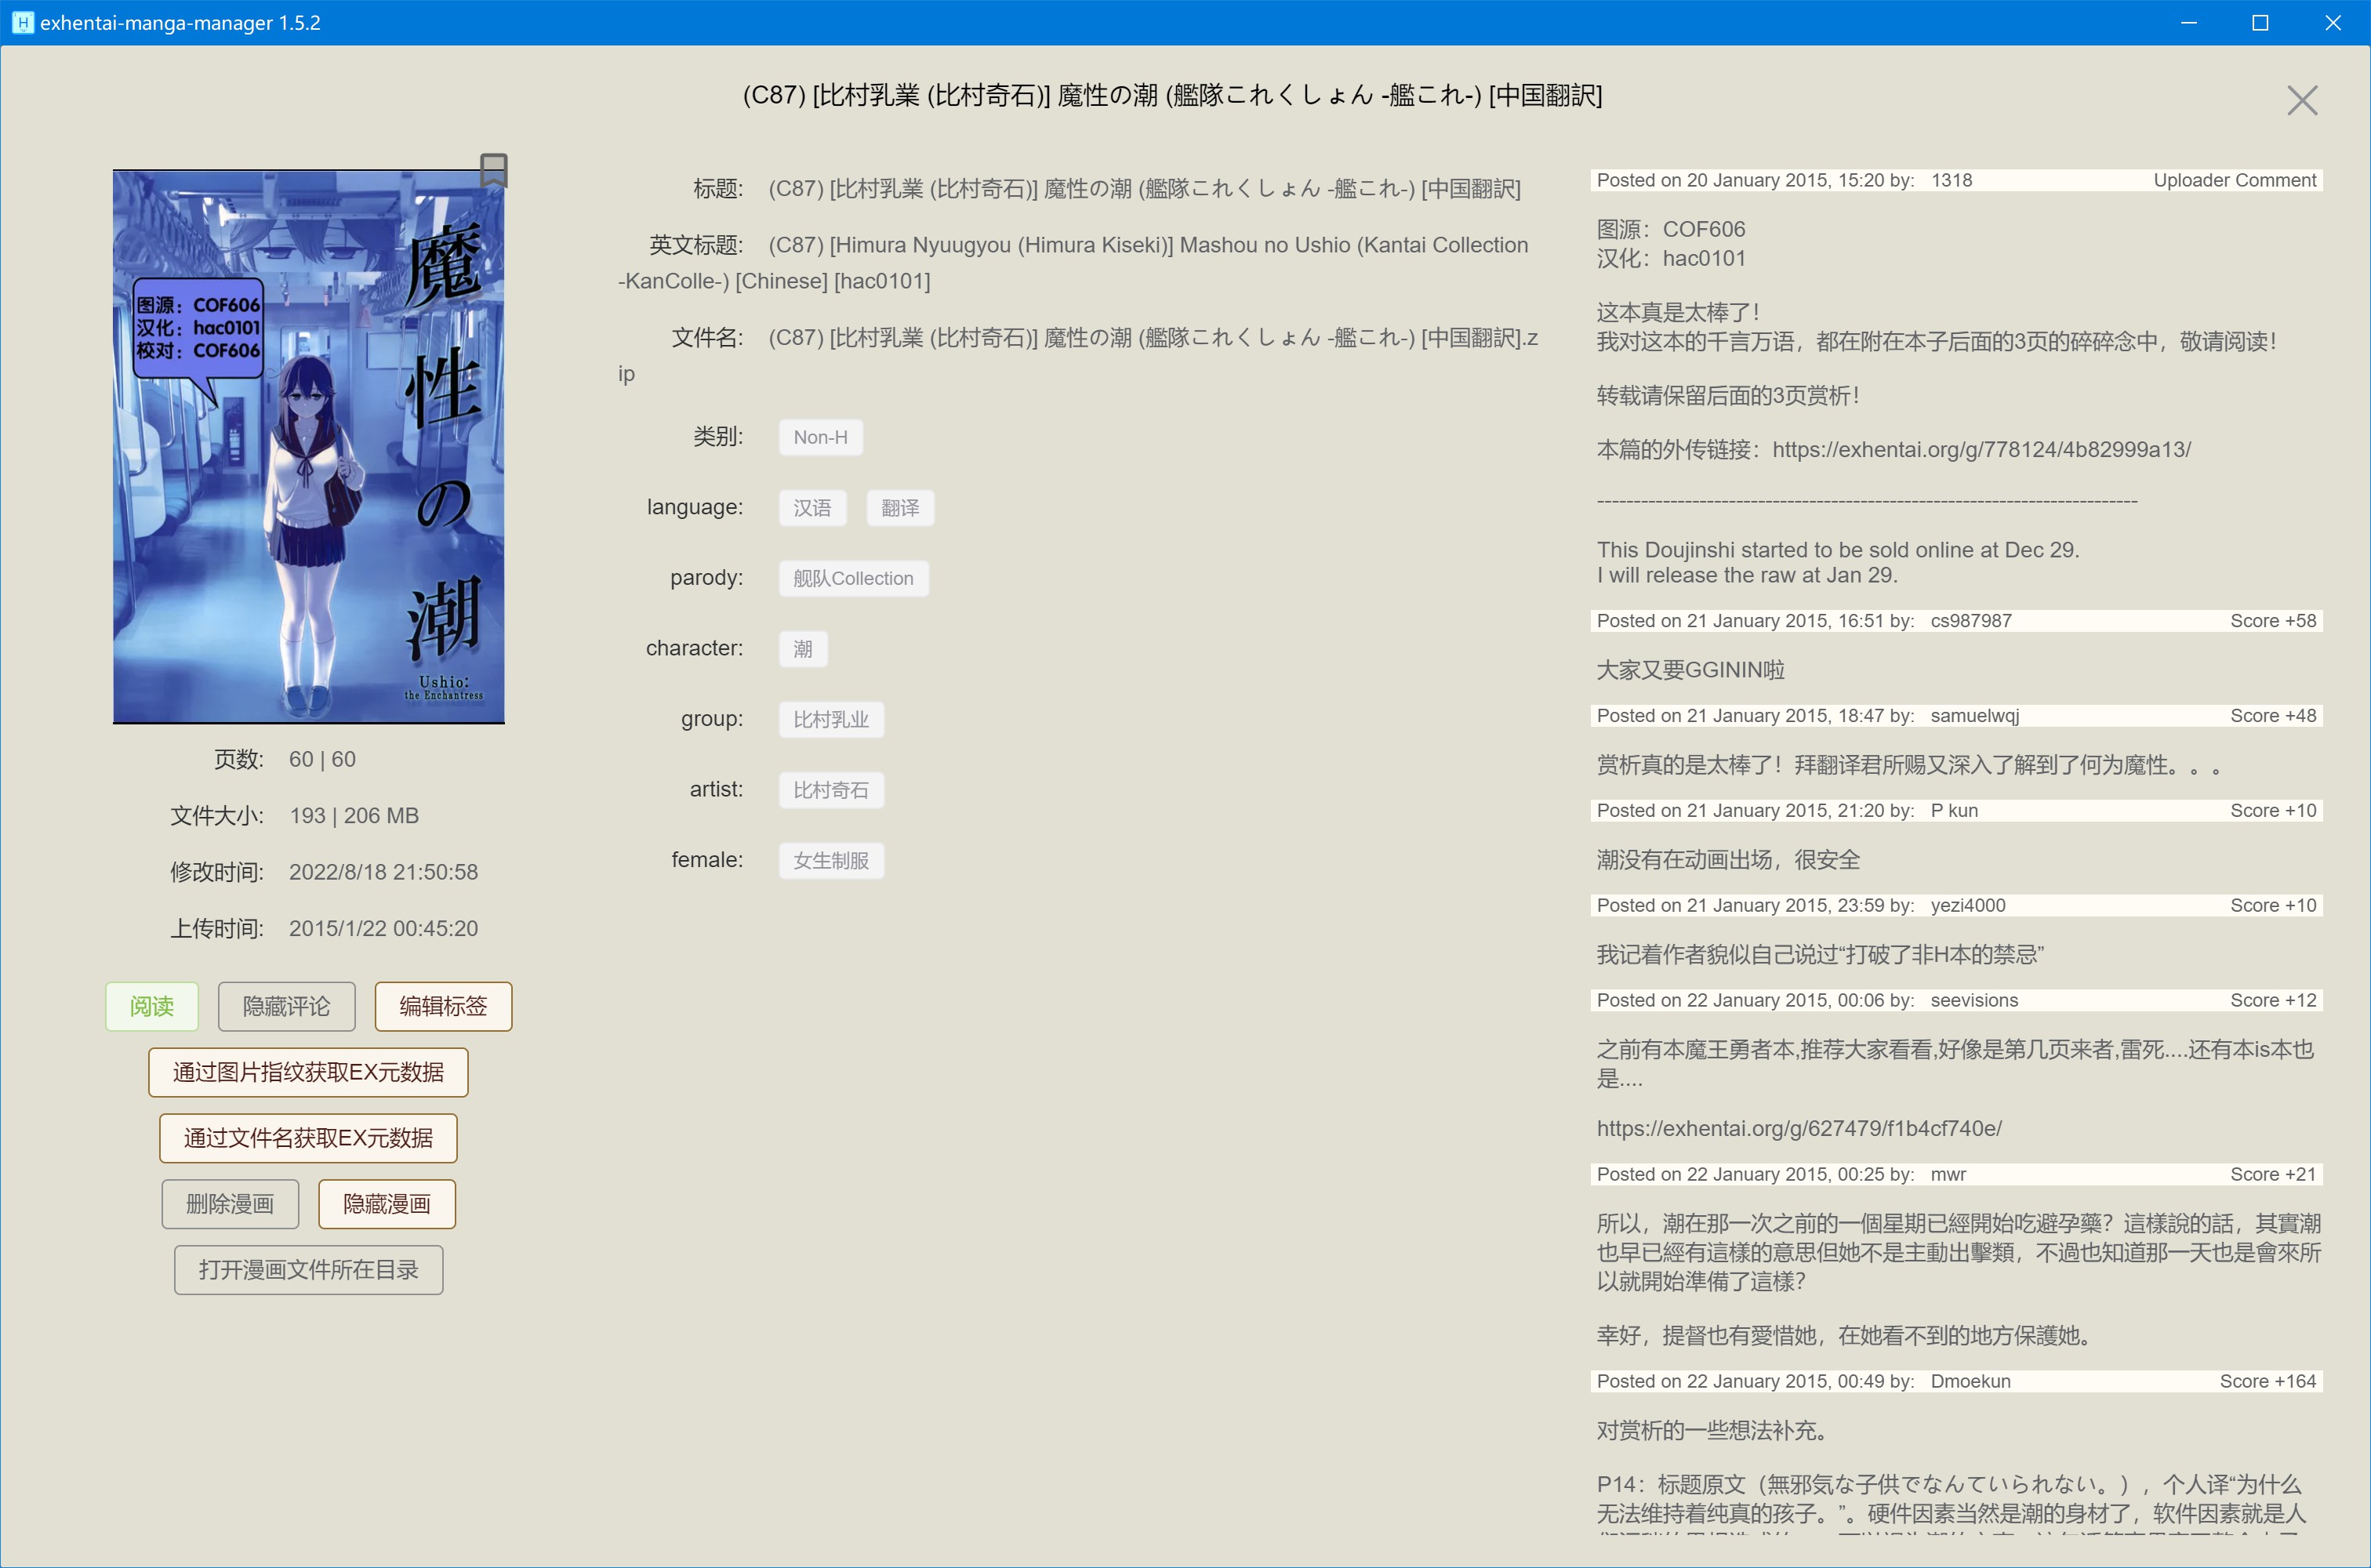 exhentai-manga-manager 1.5.2
(C87) [比村乳業 (比村奇石)] 魔性の潮 (艦隊これくしょん -艦これ-) [中国翻訳]
魔性の潮
图源：COF606
汉化：hac0101
校对：COF606
Ushio:
the Enchantress
页数: 60 | 60
文件大小: 193 | 206 MB
修改时间: 2022/8/18 21:50:58
上传时间: 2015/1/22 00:45:20
阅读 隐藏评论 编辑标签
通过图片指纹获取EX元数据
通过文件名获取EX元数据
删除漫画 隐藏漫画
打开漫画文件所在目录
标题: (C87) [比村乳業 (比村奇石)] 魔性の潮 (艦隊これくしょん -艦これ-) [中国翻訳]
英文标题: (C87) [Himura Nyuugyou (Himura Kiseki)] Mashou no Ushio (Kantai Collection
-KanColle-) [Chinese] [hac0101]
文件名: (C87) [比村乳業 (比村奇石)] 魔性の潮 (艦隊これくしょん -艦これ-) [中国翻訳].z
ip
类别: Non-H
language: 汉语 翻译
parody: 舰队Collection
character: 潮
group: 比村乳业
artist: 比村奇石
female: 女生制服
Posted on 20 January 2015, 15:20 by: 1318 Uploader Comment
图源：COF606
汉化：hac0101
这本真是太棒了！
我对这本的千言万语，都在附在本子后面的3页的碎碎念中，敬请阅读！
转载请保留后面的3页赏析！
本篇的外传链接：https://exhentai.org/g/778124/4b82999a13/
--------------------------------------------------------------------------
This Doujinshi started to be sold online at Dec 29.
I will release the raw at Jan 29.
Posted on 21 January 2015, 16:51 by: cs987987 Score +58
大家又要GGININ啦
Posted on 21 January 2015, 18:47 by: samuelwqj Score +48
赏析真的是太棒了！拜翻译君所赐又深入了解到了何为魔性。。。
Posted on 21 January 2015, 21:20 by: P kun Score +10
潮没有在动画出场，很安全
Posted on 21 January 2015, 23:59 by: yezi4000 Score +10
我记着作者貌似自己说过“打破了非H本的禁忌”
Posted on 22 January 2015, 00:06 by: seevisions Score +12
之前有本魔王勇者本,推荐大家看看,好像是第几页来者,雷死....还有本is本也
是....
https://exhentai.org/g/627479/f1b4cf740e/
Posted on 22 January 2015, 00:25 by: mwr Score +21
所以，潮在那一次之前的一個星期已經開始吃避孕藥？這樣說的話，其實潮
也早已經有這樣的意思但她不是主動出擊類，不過也知道那一天也是會來所
以就開始準備了這樣？
幸好，提督也有愛惜她，在她看不到的地方保護她。
Posted on 22 January 2015, 00:49 by: Dmoekun Score +164
对赏析的一些想法补充。
P14：标题原文（無邪気な子供でなんていられない。），个人译“为什么
无法维持着纯真的孩子。”。硬件因素当然是潮的身材了，软件因素就是人